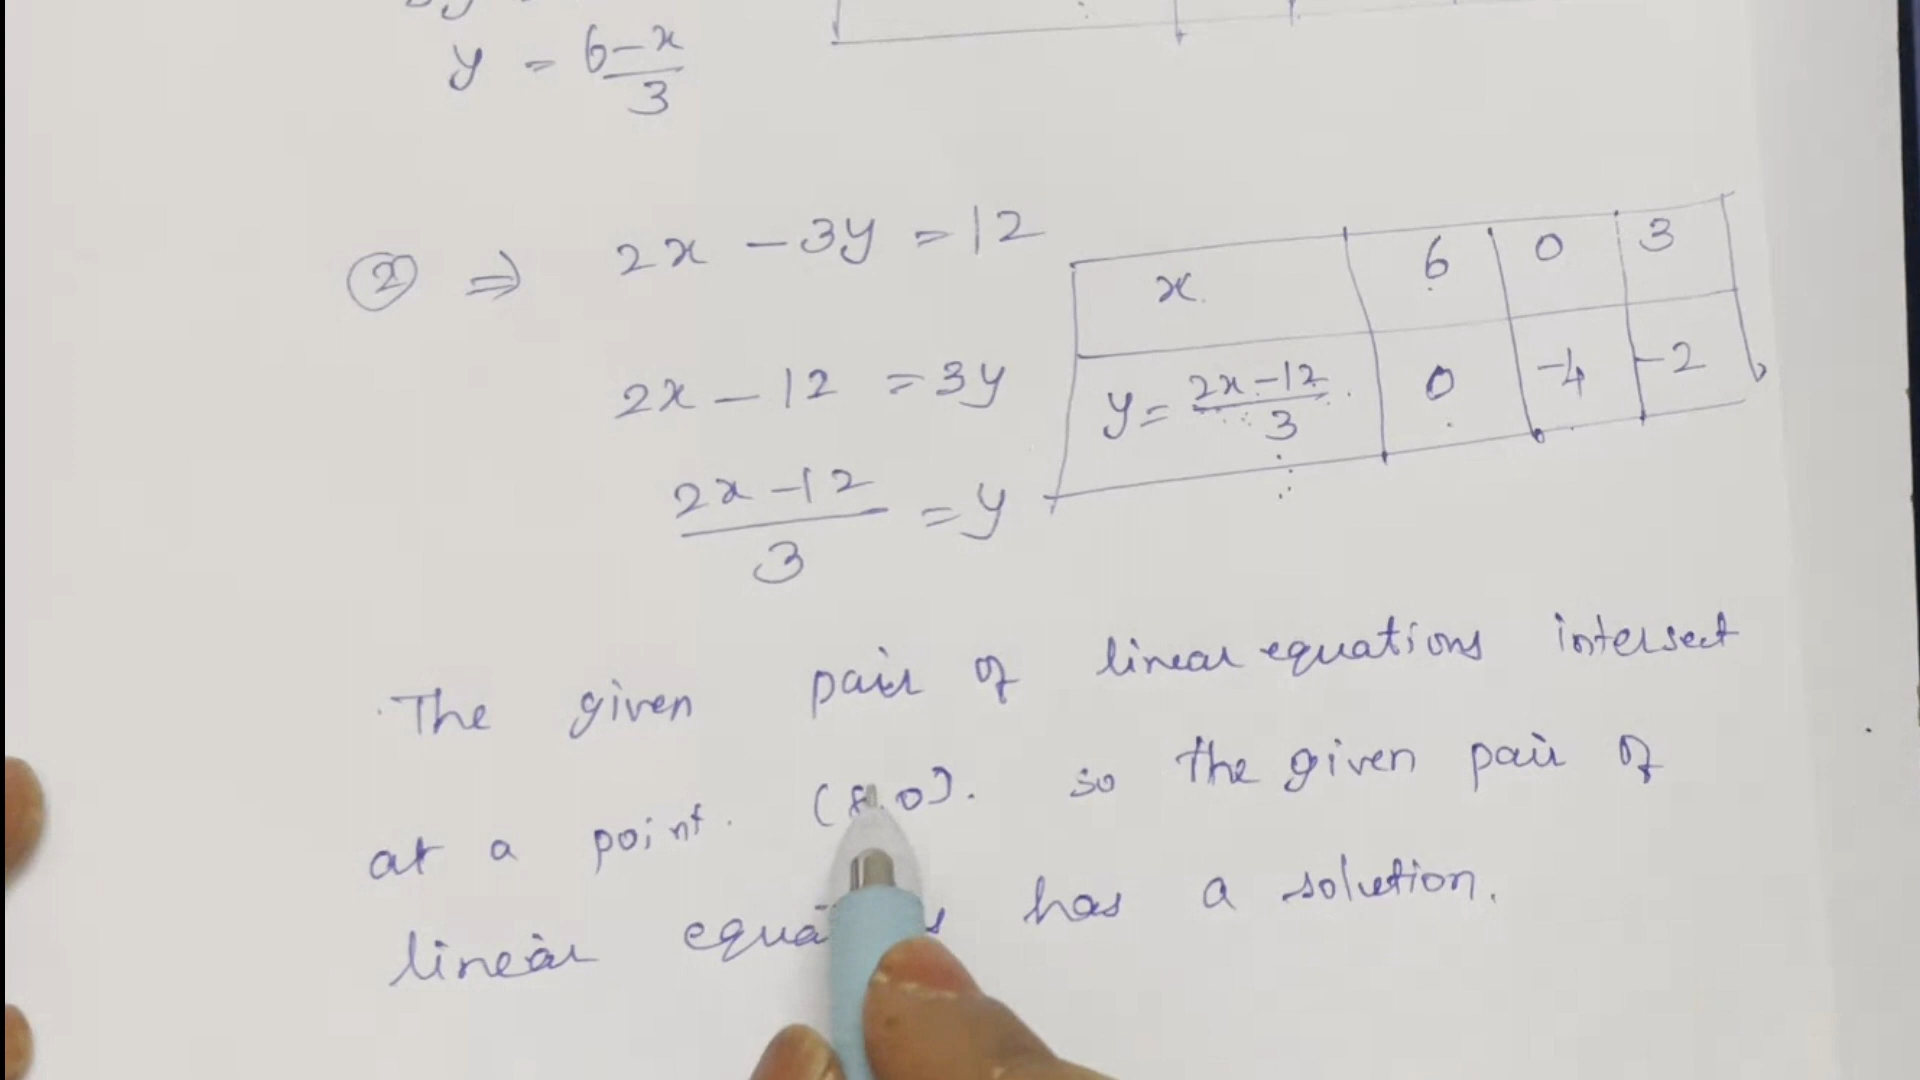 y = 6-x/3
② ⇒ 2x - 3y = 12
2x - 12 = 3y
2x-12/3 = y
x 6 0 3
y = 2x-12/3 0 -4 -2
The given pair of linear equations intersect
at a point. ( ,0). so the given pair of
linear has a solution.